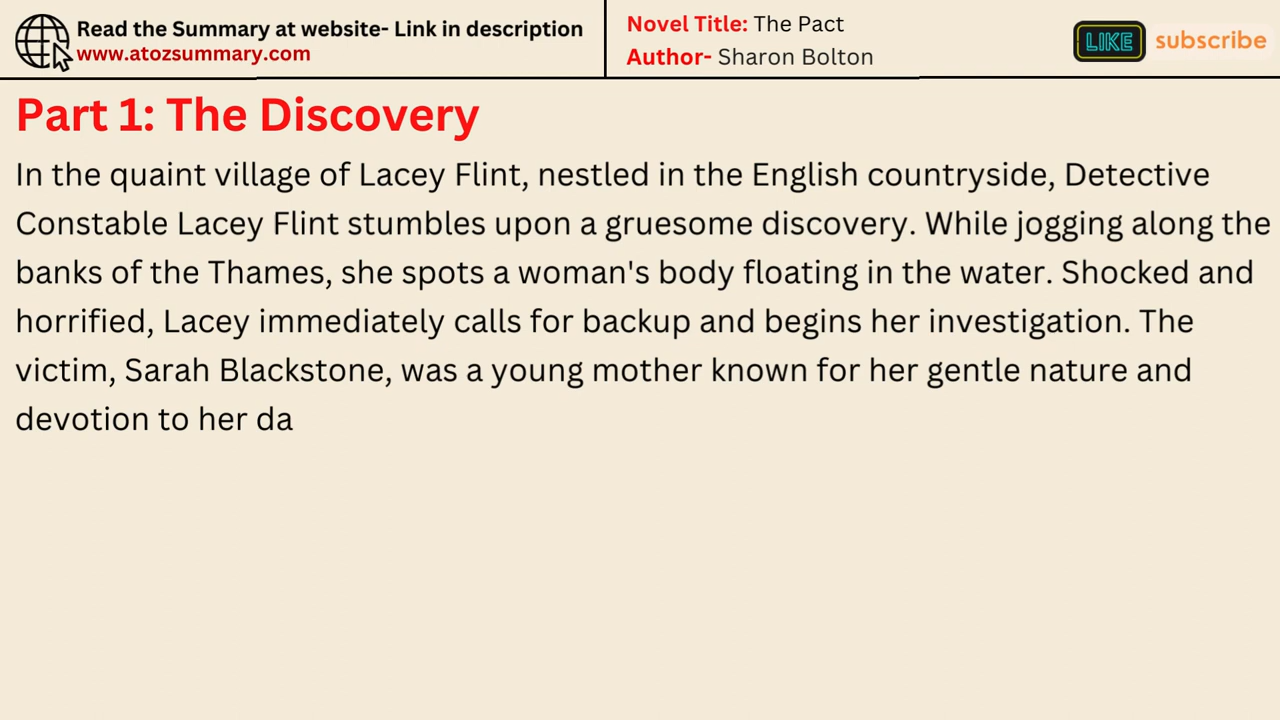 Read the Summary at website- Link in description
www.atozsummary.com
Novel Title: The Pact
Author- Sharon Bolton
LIKE
subscribe
Part 1: The Discovery
In the quaint village of Lacey Flint, nestled in the English countryside, Detective
Constable Lacey Flint stumbles upon a gruesome discovery. While jogging along the
banks of the Thames, she spots a woman's body floating in the water. Shocked and
horrified, Lacey immediately calls for backup and begins her investigation. The
victim, Sarah Blackstone, was a young mother known for her gentle nature and
devotion to her da